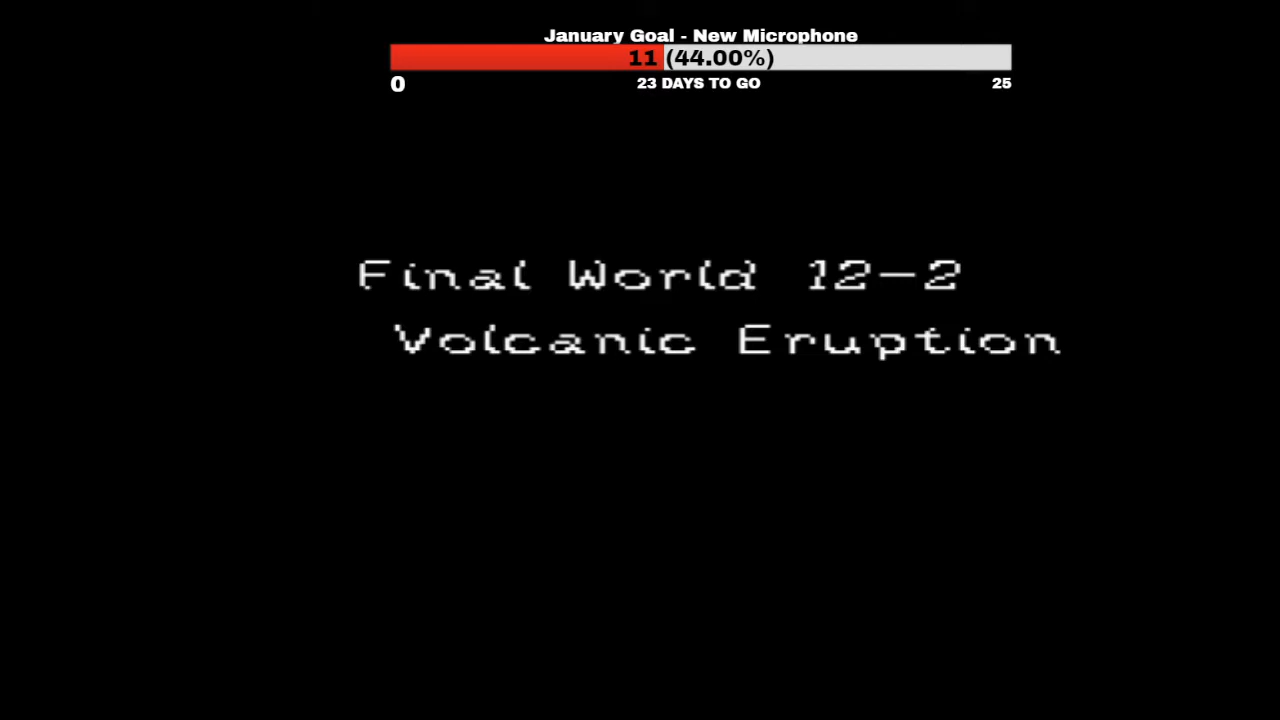 January Goal - New Microphone
11 (44.00%)
0 23 DAYS TO GO 25
Final World 12-2
Volcanic Eruption